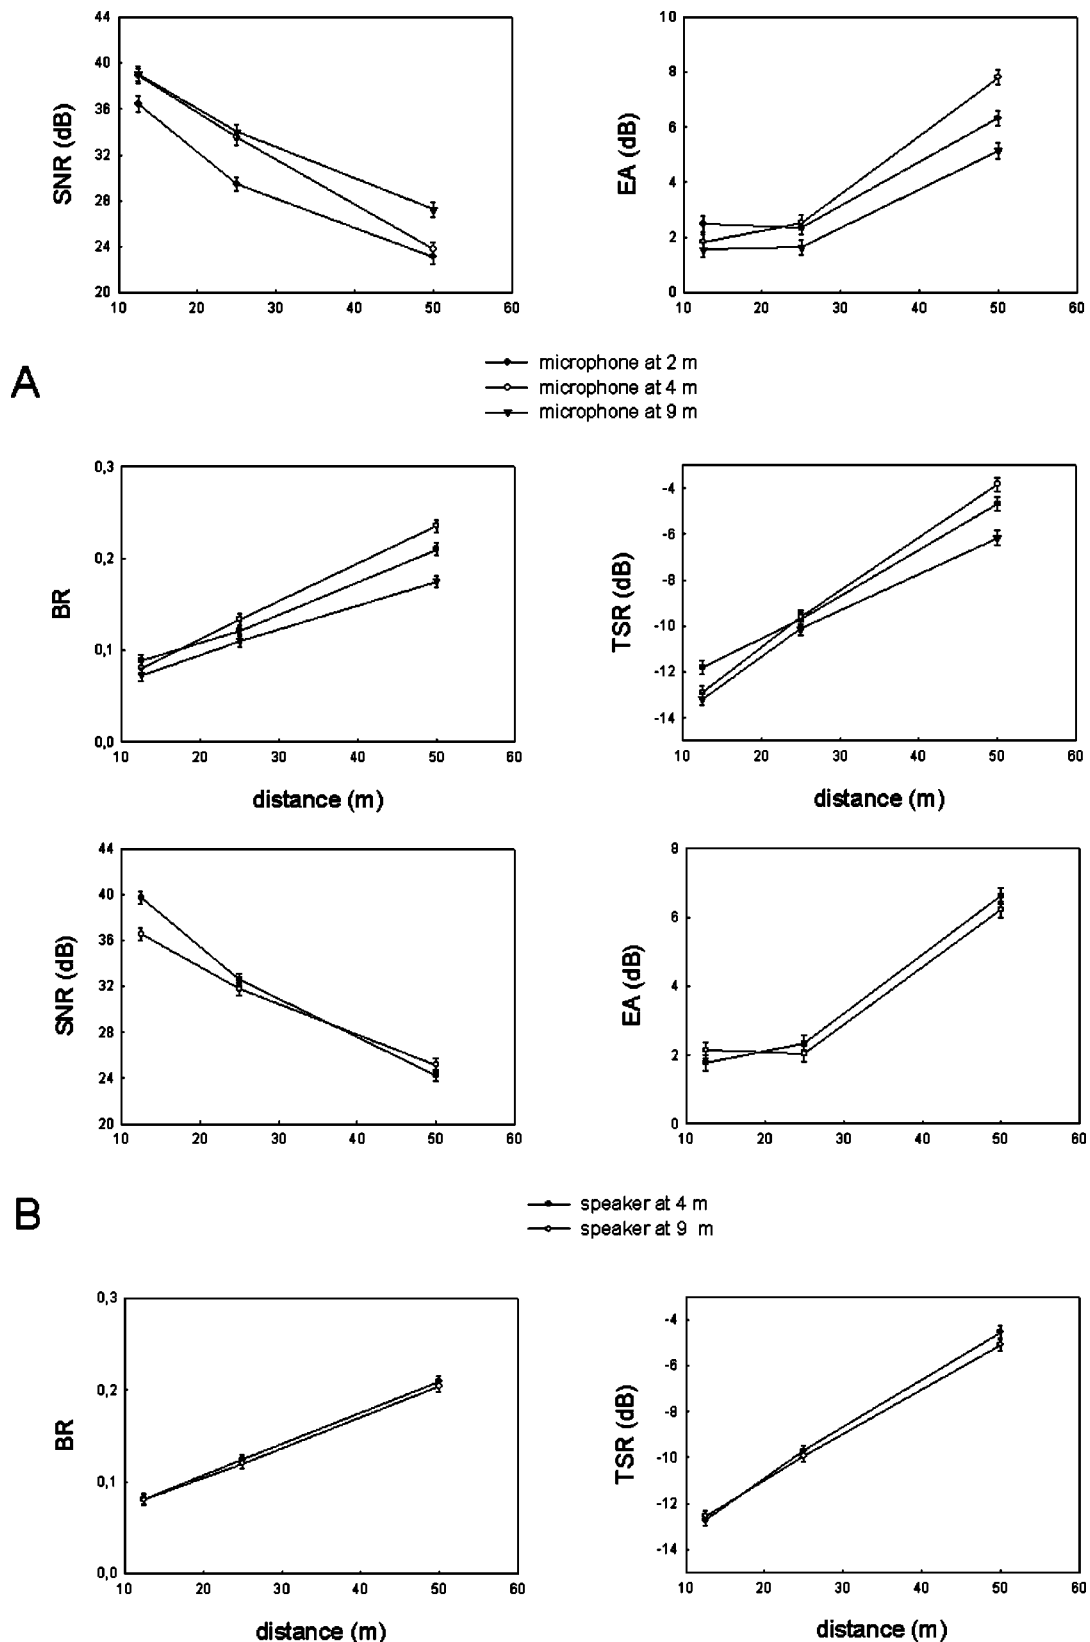 SNR (dB)
44
40
36
32
28
24
20
10 20 30 40 50 60
EA (dB)
10
8
6
4
2
0
10 20 30 40 50 60
A
microphone at 2 m
microphone at 4 m
microphone at 9 m
BR
0,3
0,2
0,1
0,0
10 20 30 40 50 60
distance (m)
TSR (dB)
-4
-6
-8
-10
-12
-14
10 20 30 40 50 60
distance (m)
SNR (dB)
44
40
36
32
28
24
20
10 20 30 40 50 60
EA (dB)
8
6
4
2
0
10 20 30 40 50 60
B
speaker at 4 m
speaker at 9 m
BR
0,3
0,2
0,1
0,0
10 20 30 40 50 60
distance (m)
TSR (dB)
-4
-6
-8
-10
-12
-14
10 20 30 40 50 60
distance (m)